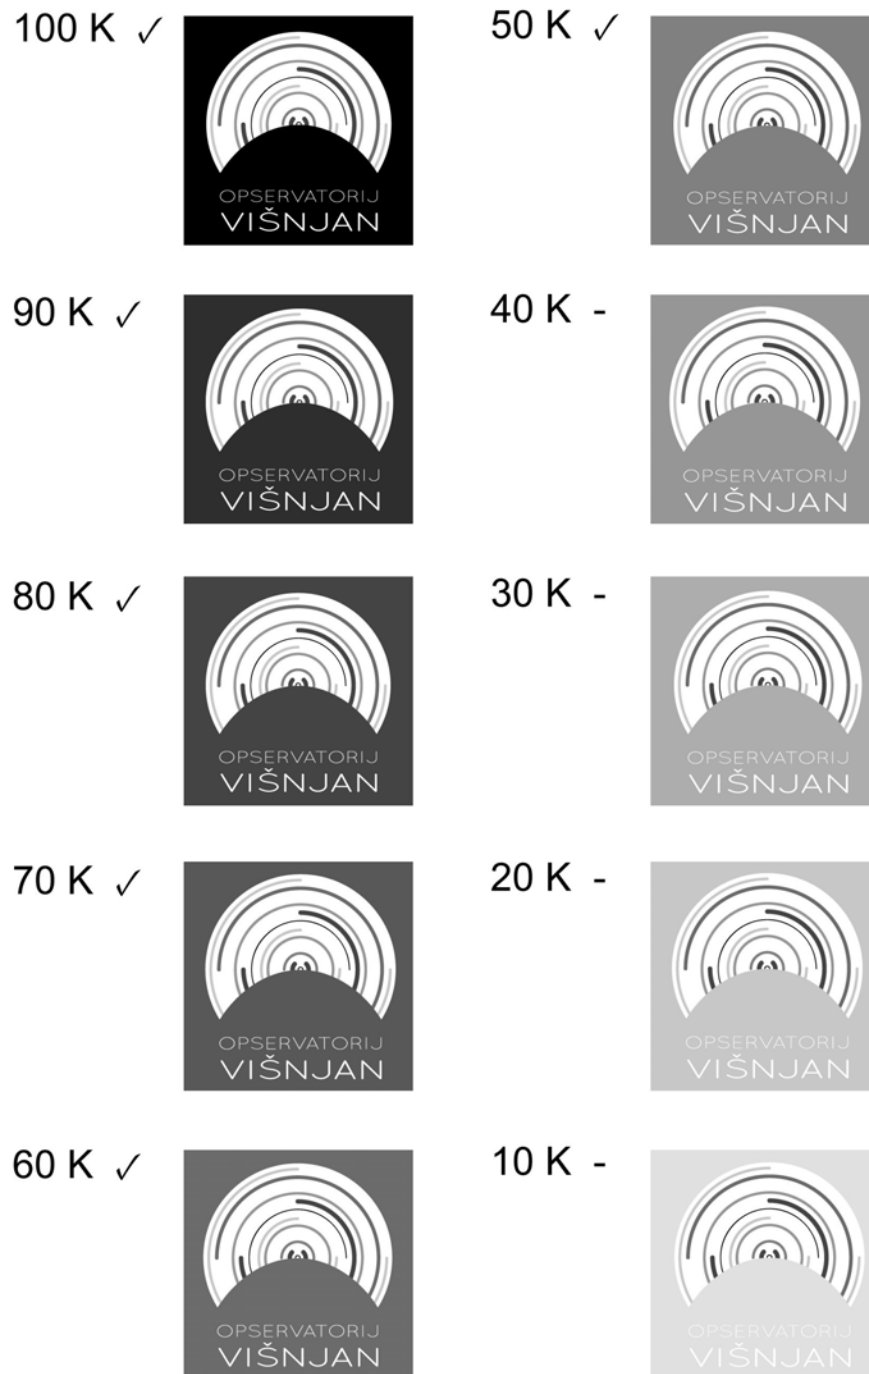 100 K ✓
OPSERVATORIJ
VIŠNJAN
90 K ✓
OPSERVATORIJ
VIŠNJAN
80 K ✓
OPSERVATORIJ
VIŠNJAN
70 K ✓
OPSERVATORIJ
VIŠNJAN
60 K ✓
OPSERVATORIJ
VIŠNJAN
50 K ✓
OPSERVATORIJ
VIŠNJAN
40 K -
OPSERVATORIJ
VIŠNJAN
30 K -
OPSERVATORIJ
VIŠNJAN
20 K -
OPSERVATORIJ
VIŠNJAN
10 K -
OPSERVATORIJ
VIŠNJAN